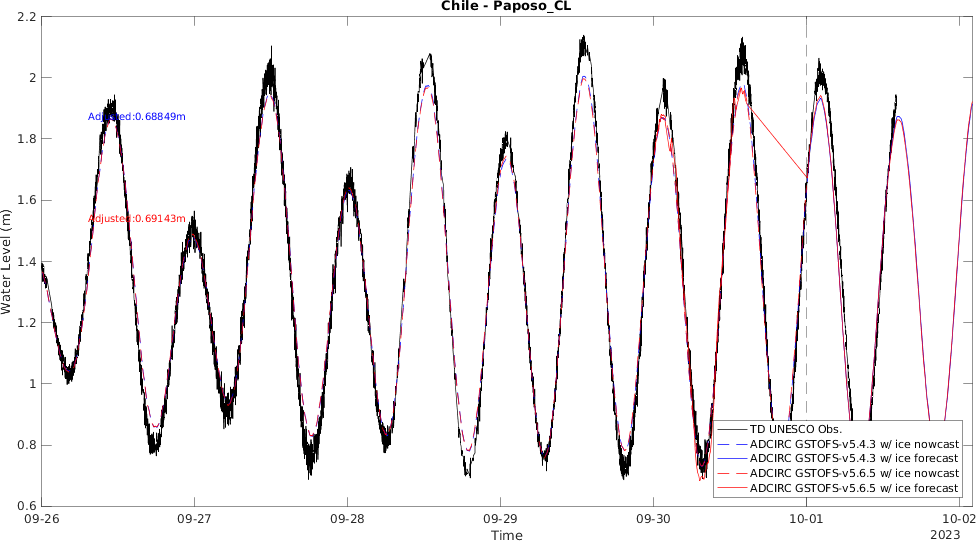 Chile - Paposo_CL
2.2
2
1.8
1.6
1.4
1.2
1
0.8
0.6
Water Level (m)
Adjusted:0.68849m
Adjusted:0.69143m
TD UNESCO Obs.
ADCIRC GSTOFS-v5.4.3 w/ ice nowcast
ADCIRC GSTOFS-v5.4.3 w/ ice forecast
ADCIRC GSTOFS-v5.6.5 w/ ice nowcast
ADCIRC GSTOFS-v5.6.5 w/ ice forecast
09-26 09-27 09-28 09-29 09-30 10-01 10-02
Time
2023